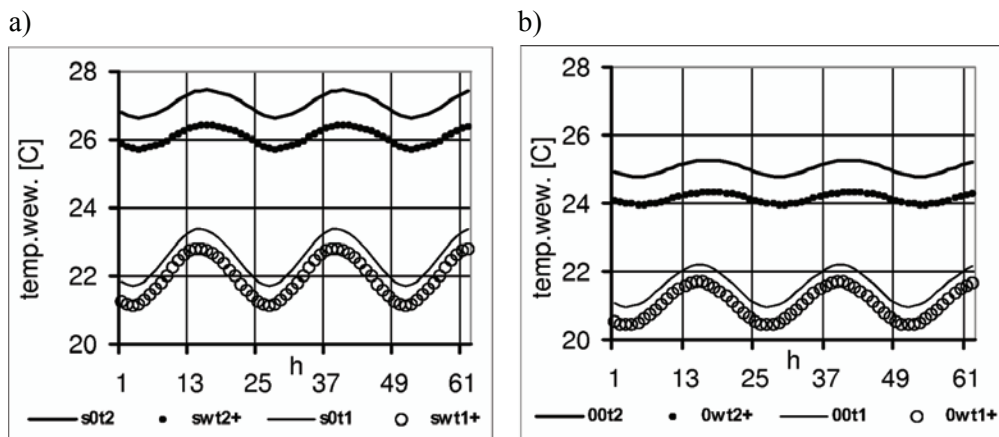 a)
b)
28
26
24
22
20
temp.wew. [C]
1 13 25 h 37 49 61
s0t2 swt2+ s0t1 swt1+
28
26
24
22
20
temp.wew. [C]
1 13 25 h 37 49 61
00t2 0wt2+ 00t1 0wt1+